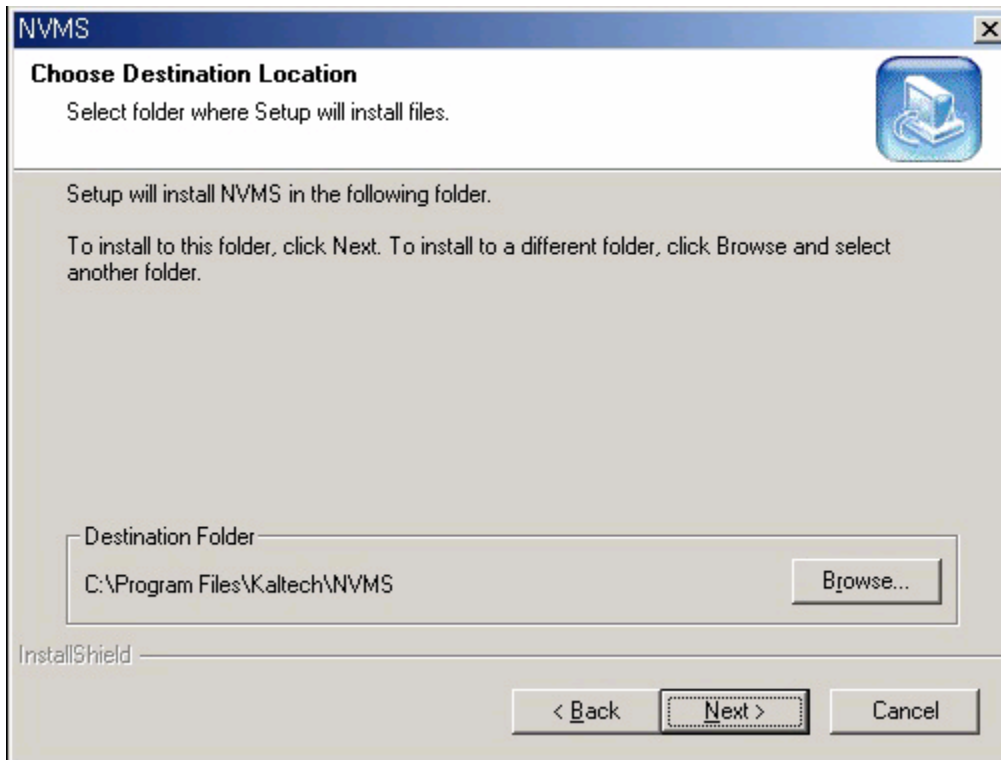 NVMS
Choose Destination Location
Select folder where Setup will install files.
Setup will install NVMS in the following folder.
To install to this folder, click Next. To install to a different folder, click Browse and select
another folder.
Destination Folder
C:\Program Files\Kaltech\NVMS
Browse...
InstallShield
< Back
Next >
Cancel